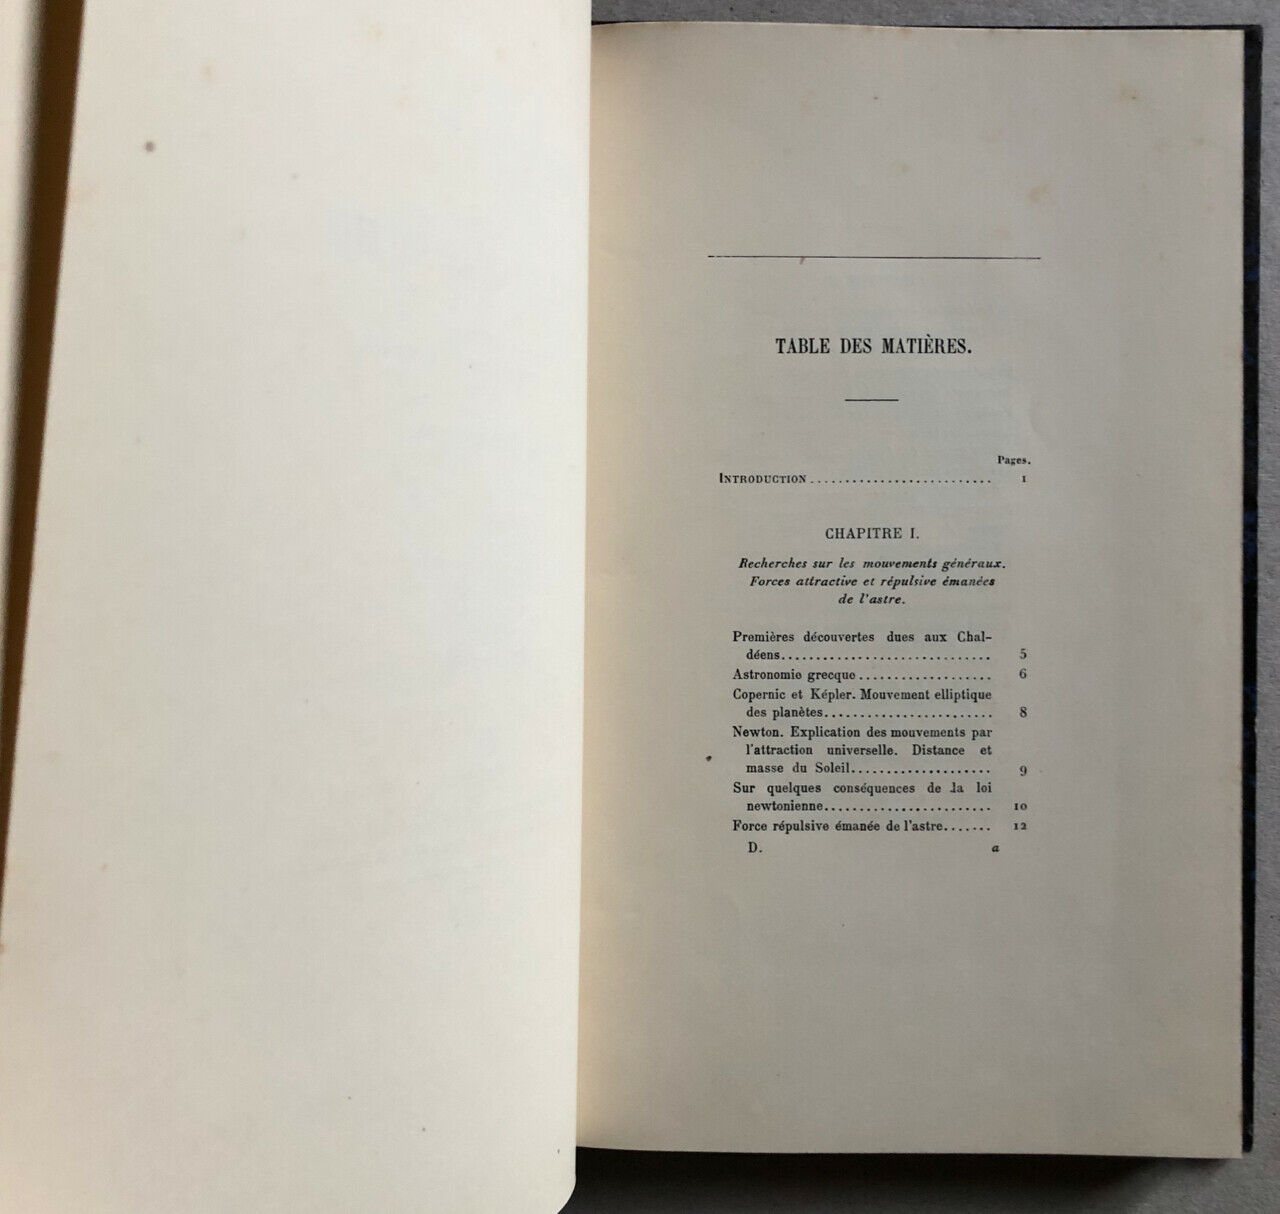 TABLE DES MATIÈRES.
Pages.
INTRODUCTION.......................... 1
CHAPITRE I.
Recherches sur les mouvements généraux.
Forces attractive et répulsive émanées
de l'astre.
Premières découvertes dues aux Chal-
déens.............................. 5
Astronomie grecque................... 6
Copernic et Képler. Mouvement elliptique
des planètes........................ 8
Newton. Explication des mouvements par
l'attraction universelle. Distance et
masse du Soleil.................... 9
Sur quelques conséquences de la loi
newtonienne........................ 10
Force répulsive émanée de l'astre....... 12
D. a